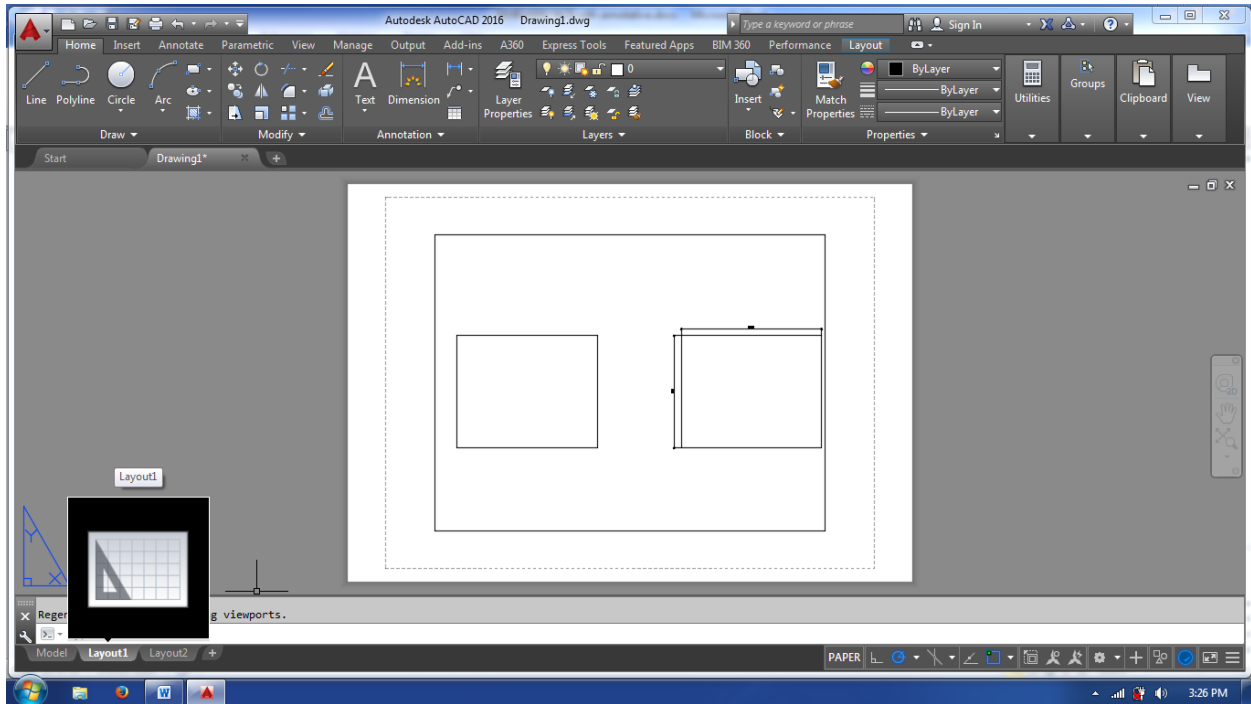 Autodesk AutoCAD 2016 Drawing1.dwg
Type a keyword or phrase
Sign In
Home Insert Annotate Parametric View Manage Output Add-ins A360 Express Tools Featured Apps BIM 360 Performance Layout
0
ByLayer
ByLayer
ByLayer
Line Polyline Circle Arc
Text Dimension
Layer Properties
Insert
Match Properties
Utilities
Groups
Clipboard
View
Draw Modify Annotation Layers Block Properties
Start Drawing1* +
Layout1
Y
X
Reger
g viewports.
Model Layout1 Layout2 +
PAPER
3:26 PM